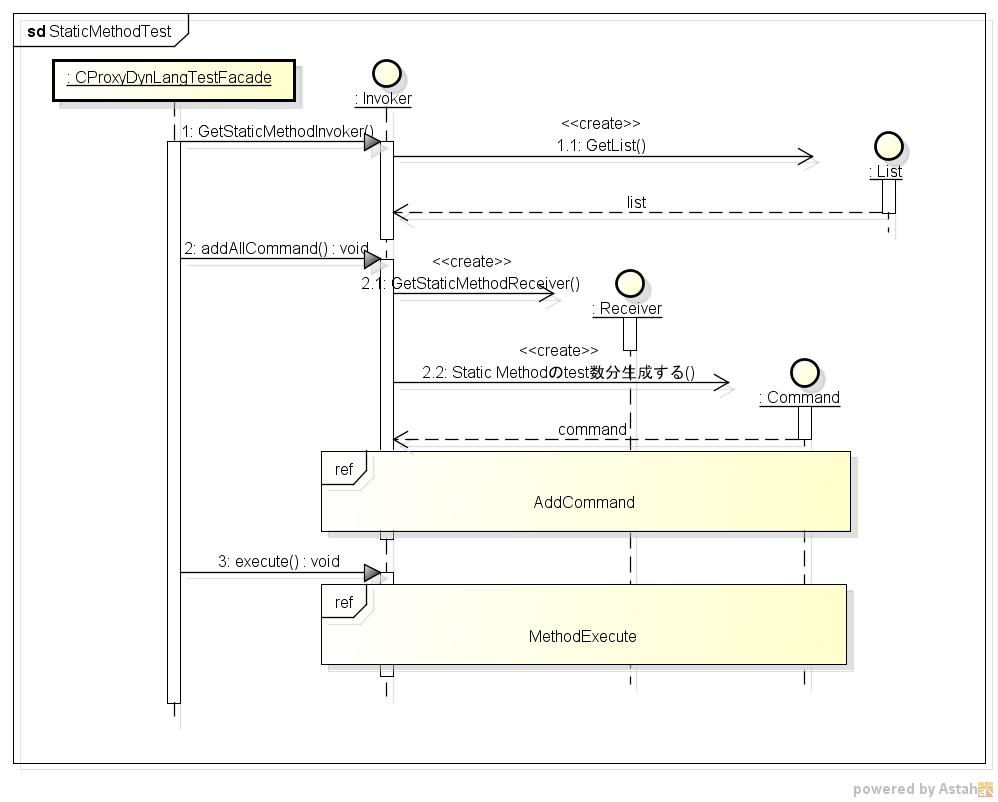 sd StaticMethodTest
: CProxyDynLangTestFacade
: Invoker
1: GetStaticMethodInvoker()
<<create>>
1.1: GetList()
: List
list
2: addAllCommand() : void
<<create>>
2.1: GetStaticMethodReceiver()
: Receiver
<<create>>
2.2: Static Methodのtest数分生成する()
: Command
command
ref
AddCommand
3: execute() : void
ref
MethodExecute
powered by Astah